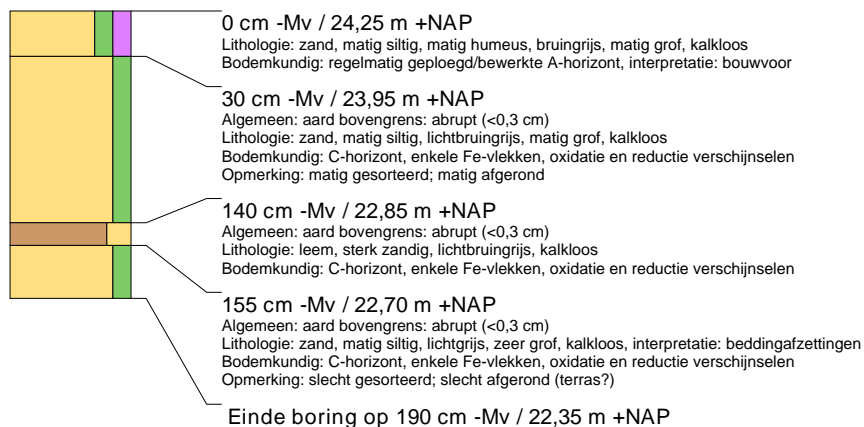 0 cm -Mv / 24,25 m +NAP
Lithologie: zand, matig siltig, matig humeus, bruingrijs, matig grof, kalkloos
Bodemkundig: regelmatig geploegd/bewerkte A-horizont, interpretatie: bouwvoor
30 cm -Mv / 23,95 m +NAP
Algemeen: aard bovengrens: abrupt (<0,3 cm)
Lithologie: zand, matig siltig, lichtbruingrijs, matig grof, kalkloos
Bodemkundig: C-horizont, enkele Fe-vlekken, oxidatie en reductie verschijnselen
Opmerking: matig gesorteerd; matig afgerond
140 cm -Mv / 22,85 m +NAP
Algemeen: aard bovengrens: abrupt (<0,3 cm)
Lithologie: leem, sterk zandig, lichtbruingrijs, kalkloos
Bodemkundig: C-horizont, enkele Fe-vlekken, oxidatie en reductie verschijnselen
155 cm -Mv / 22,70 m +NAP
Algemeen: aard bovengrens: abrupt (<0,3 cm)
Lithologie: zand, matig siltig, lichtgrijs, zeer grof, kalkloos, interpretatie: beddingafzettingen
Bodemkundig: C-horizont, enkele Fe-vlekken, oxidatie en reductie verschijnselen
Opmerking: slecht gesorteerd; slecht afgerond (terras?)
Einde boring op 190 cm -Mv / 22,35 m +NAP